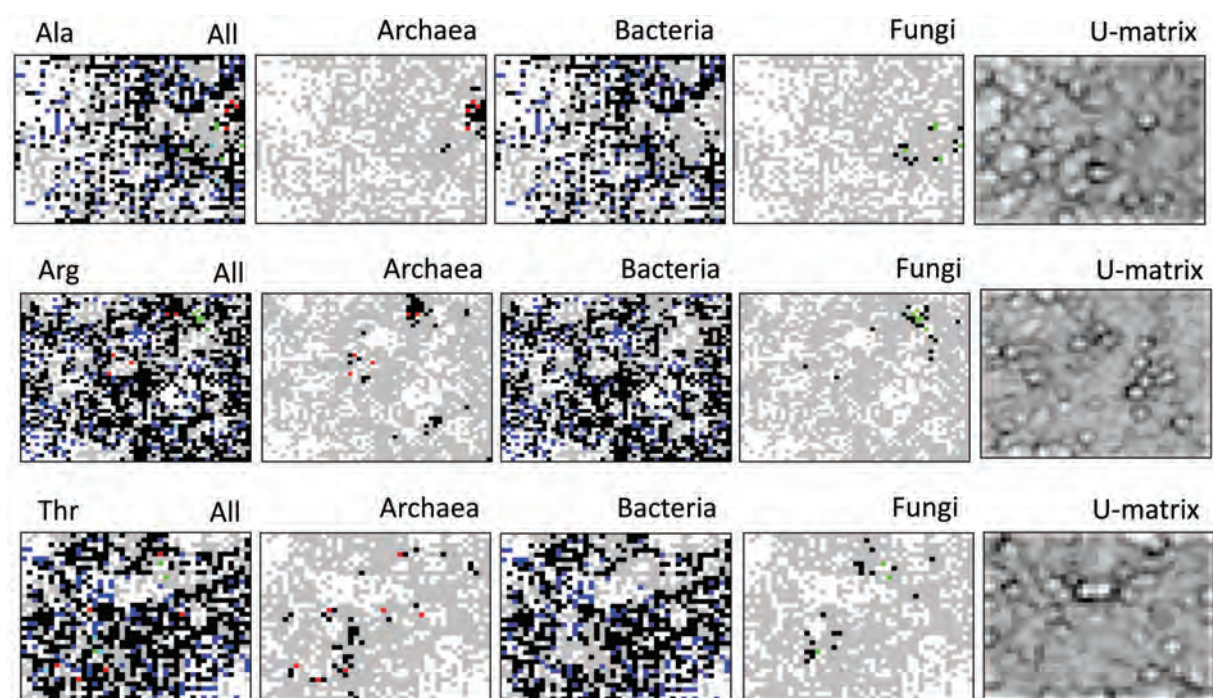 Ala All Archaea Bacteria Fungi U-matrix
Arg All Archaea Bacteria Fungi U-matrix
Thr All Archaea Bacteria Fungi U-matrix